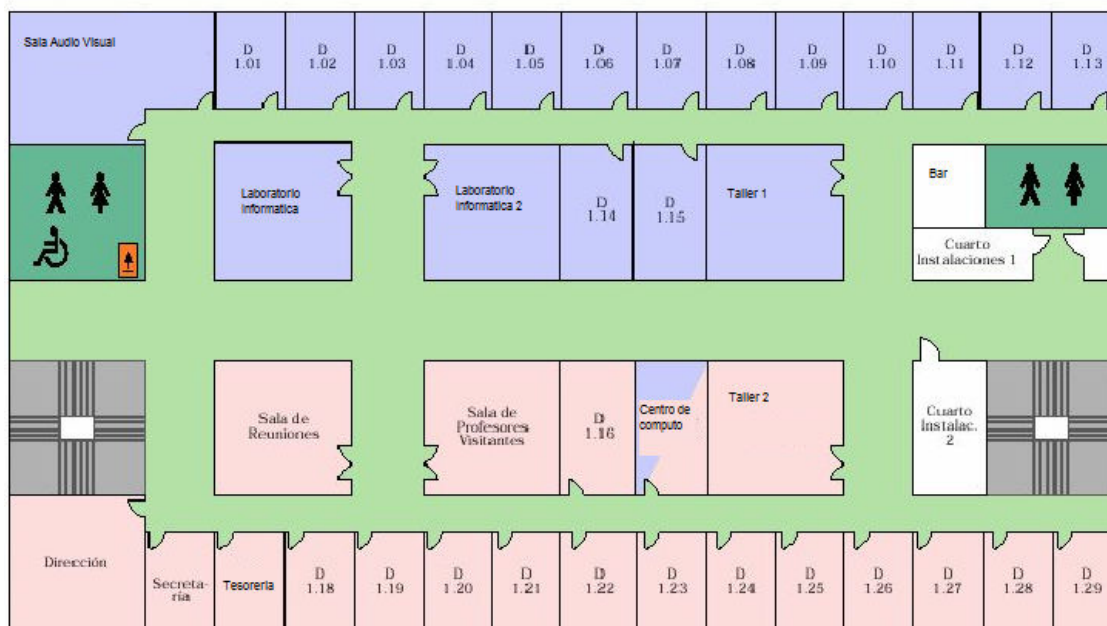 Sala Audio Visual
D
1.01
D
1.02
D
1.03
D
1.04
D
1.05
D
1.06
D
1.07
D
1.08
D
1.09
D
1.10
D
1.11
D
1.12
D
1.13
Laboratorio
Informatica
Laboratorio
Informatica 2
D
1.14
D
1.15
Taller 1
Bar
Cuarto
Instalaciones 1
Sala de
Reuniones
Sala de
Profesores
Visitantes
D
1.16
Centro de
computo
Taller 2
Cuarto
Instalac.
2
Dirección
Secreta-
ría
Tesorería
D
1.18
D
1.19
D
1.20
D
1.21
D
1.22
D
1.23
D
1.24
D
1.25
D
1.26
D
1.27
D
1.28
D
1.29